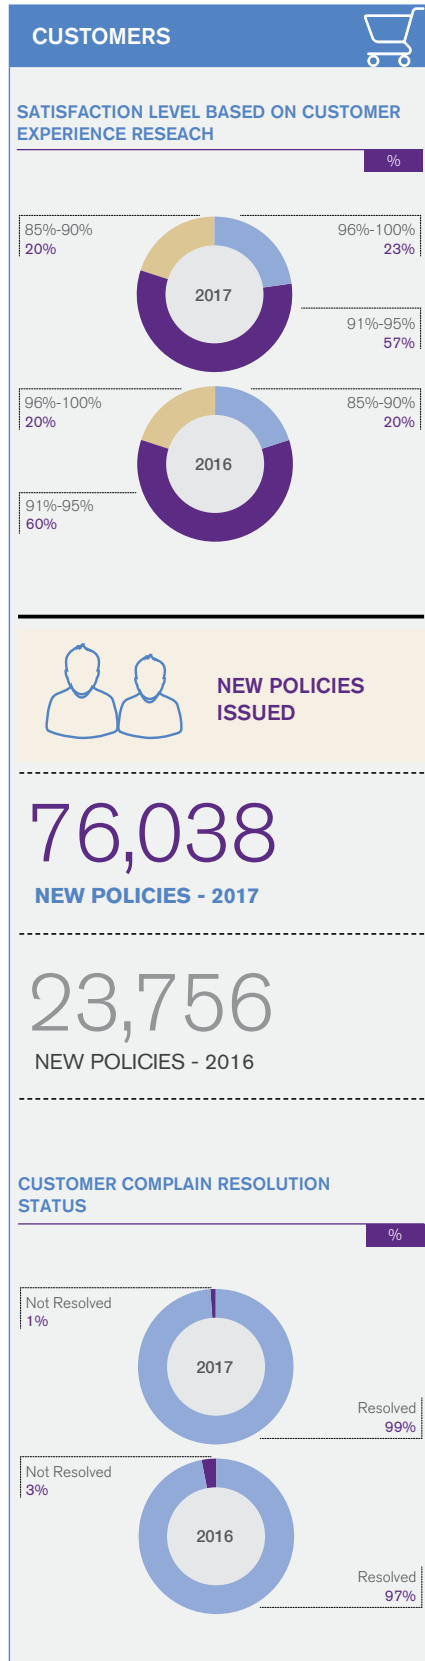 CUSTOMERS
SATISFACTION LEVEL BASED ON CUSTOMER
EXPERIENCE RESEACH
%
85%-90%
20%
96%-100%
23%
2017
91%-95%
57%
96%-100%
20%
85%-90%
20%
2016
91%-95%
60%
NEW POLICIES
ISSUED
76,038
NEW POLICIES - 2017
23,756
NEW POLICIES - 2016
CUSTOMER COMPLAIN RESOLUTION
STATUS
%
Not Resolved
1%
2017
Resolved
99%
Not Resolved
3%
2016
Resolved
97%